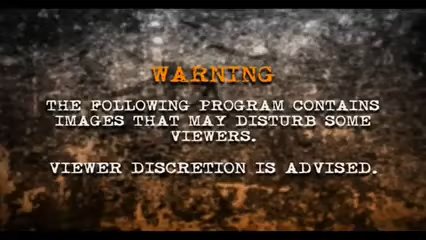 WARNING
THE FOLLOWING PROGRAM CONTAINS
IMAGES THAT MAY DISTURB SOME
VIEWERS.
VIEWER DISCRETION IS ADVISED.